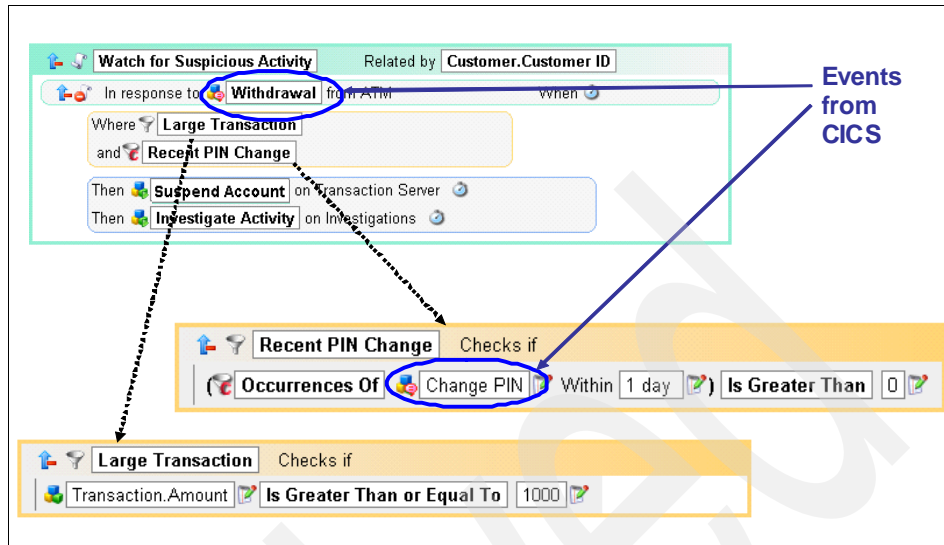 Watch for Suspicious Activity Related by Customer.Customer ID
In response to Withdrawal from ATM When
Where Large Transaction
and Recent PIN Change
Then Suspend Account on Transaction Server
Then Investigate Activity on Investigations
Events
from
CICS
Recent PIN Change Checks if
( Occurrences Of Change PIN Within 1 day ) Is Greater Than 0
Large Transaction Checks if
Transaction.Amount Is Greater Than or Equal To 1000